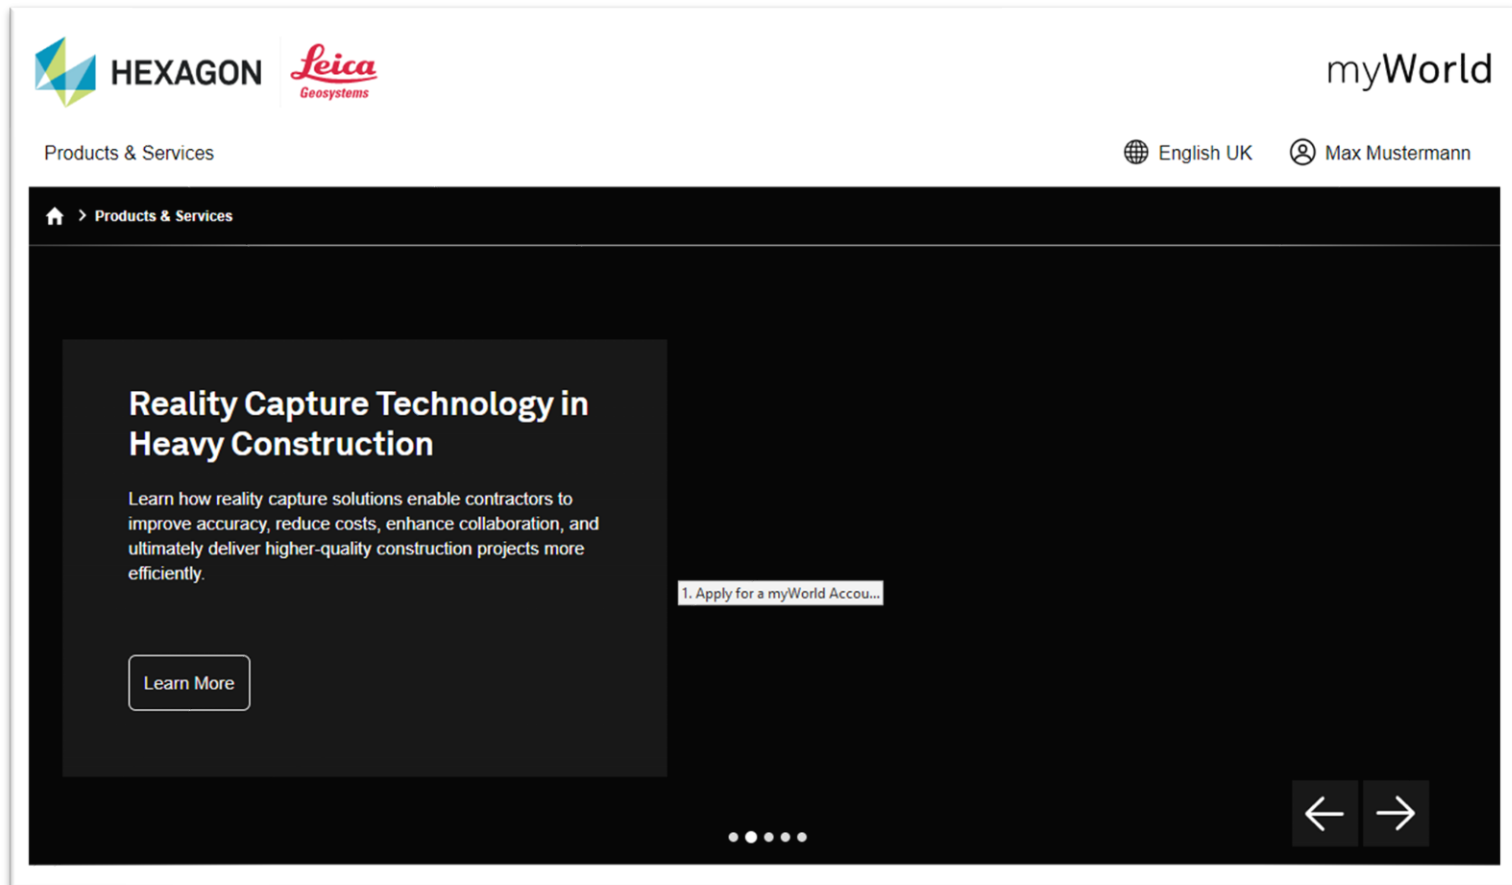 HEXAGON
Leica
Geosystems
myWorld
Products & Services
English UK
Max Mustermann
Products & Services
Reality Capture Technology in
Heavy Construction
Learn how reality capture solutions enable contractors to
improve accuracy, reduce costs, enhance collaboration, and
ultimately deliver higher-quality construction projects more
efficiently.
1. Apply for a myWorld Accou...
Learn More